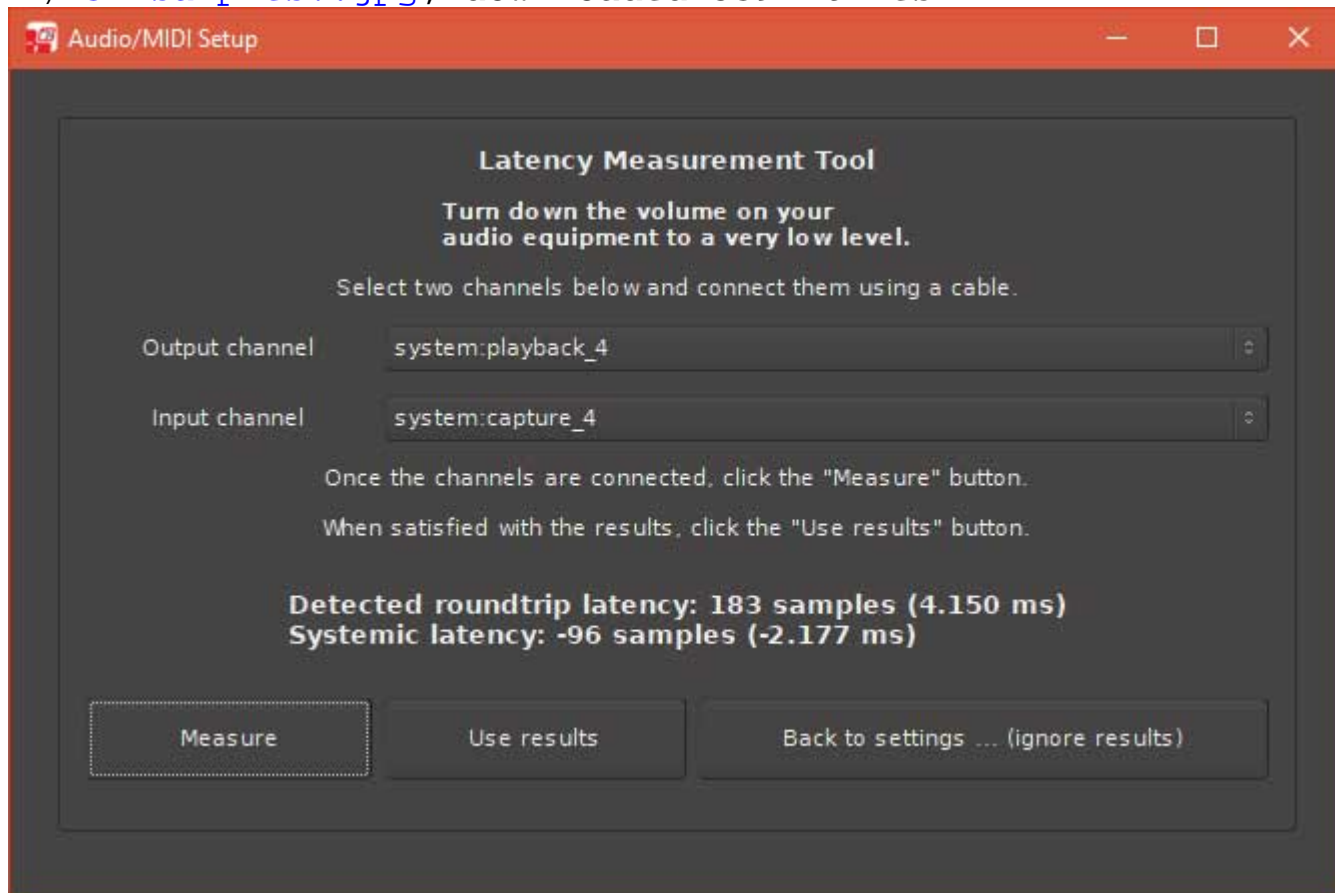 Audio/MIDI Setup
Latency Measurement Tool
Turn down the volume on your
audio equipment to a very low level.
Select two channels below and connect them using a cable.
Output channel system:playback_4
Input channel system:capture_4
Once the channels are connected, click the "Measure" button.
When satisfied with the results, click the "Use results" button.
Detected roundtrip latency: 183 samples (4.150 ms)
Systemic latency: -96 samples (-2.177 ms)
Measure Use results Back to settings ... (ignore results)